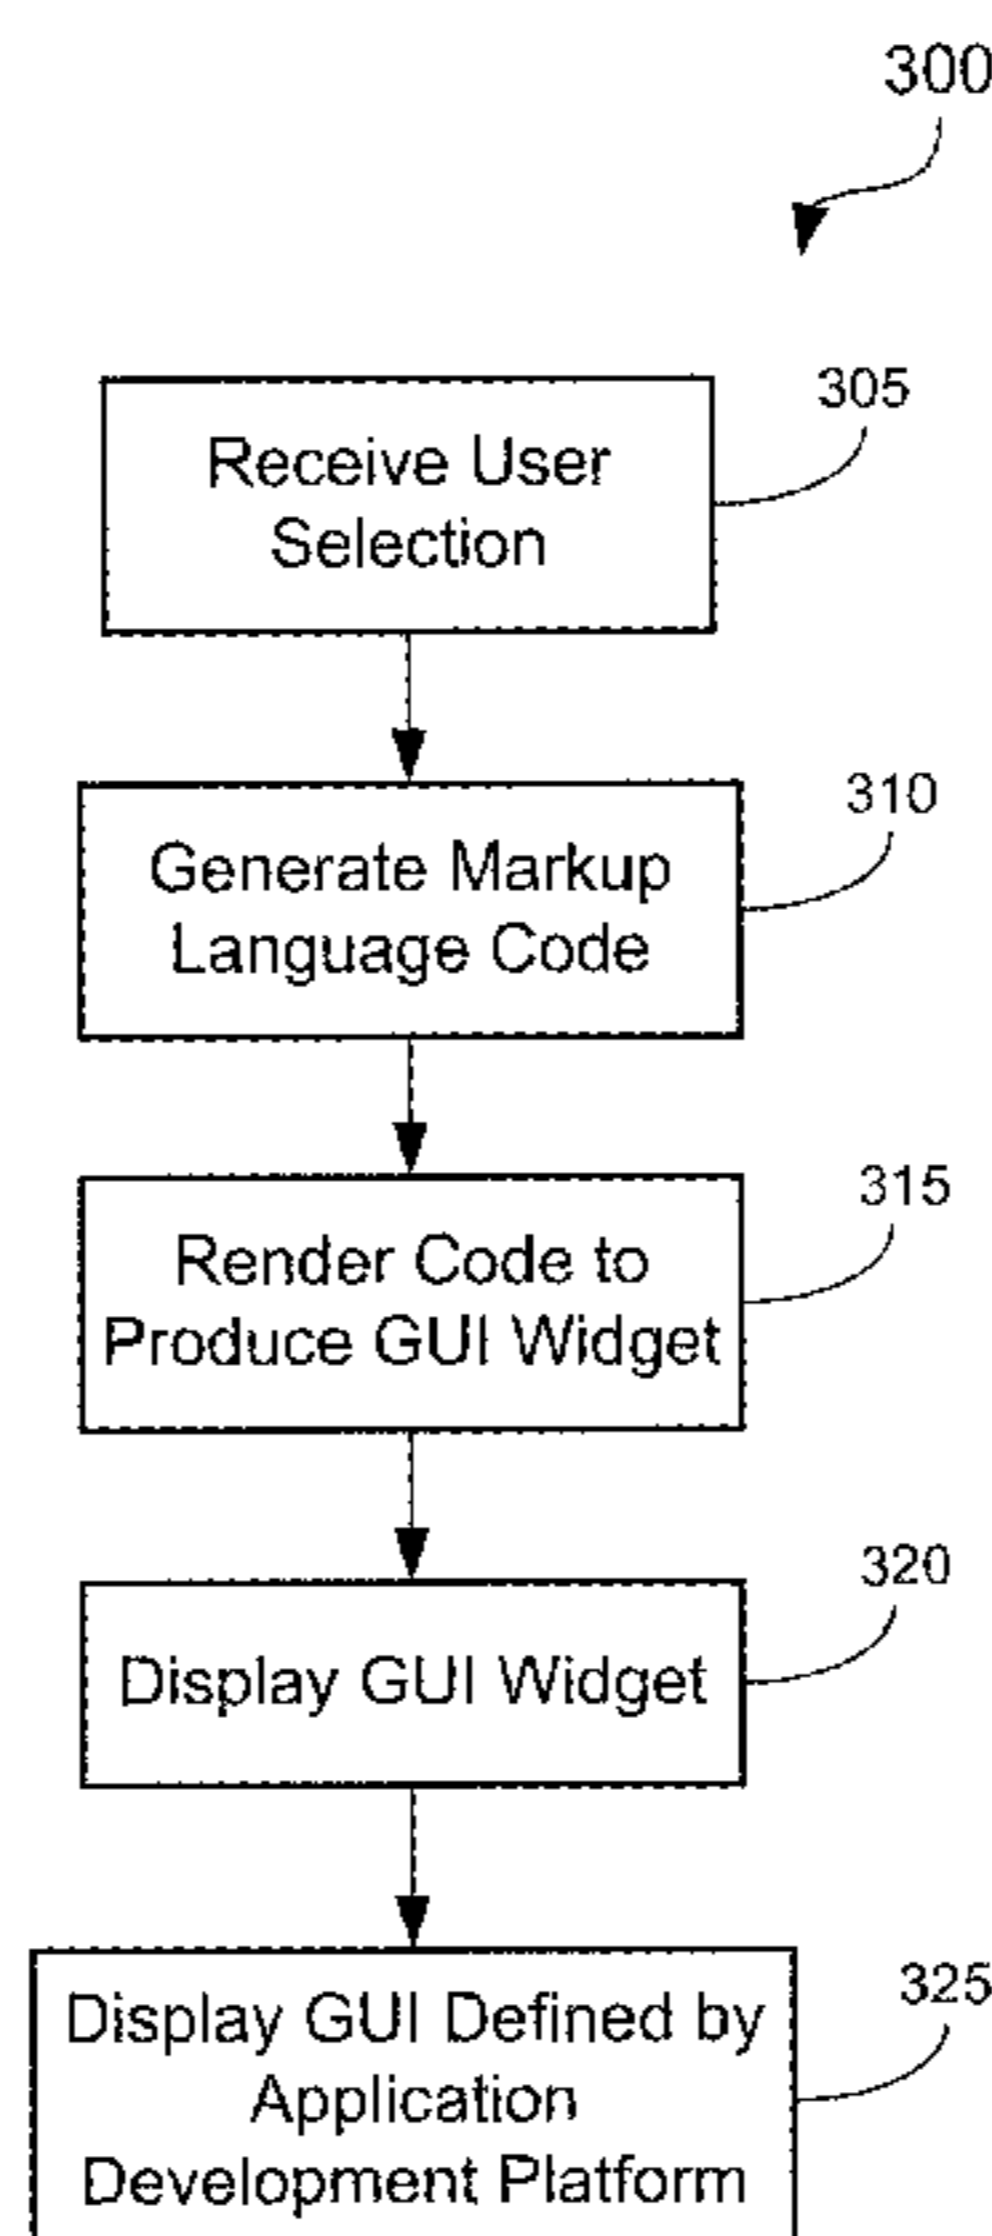 300
305
Receive User
Selection
310
Generate Markup
Language Code
315
Render Code to
Produce GUI Widget
320
Display GUI Widget
325
Display GUI Defined by
Application
Development Platform